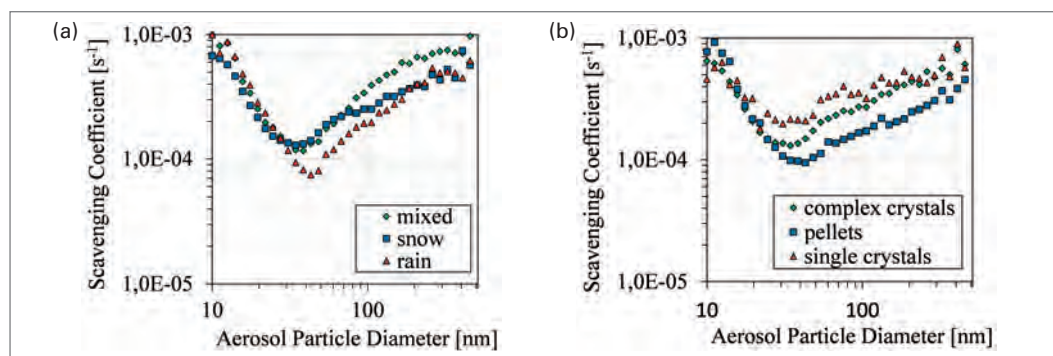 (a)
1,0E-03
1,0E-04
1,0E-05
Scavenging Coefficient [s⁻¹]
mixed
snow
rain
10
100
Aerosol Particle Diameter [nm]
(b)
1,0E-03
1,0E-04
1,0E-05
Scavenging Coefficient [s⁻¹]
complex crystals
pellets
single crystals
10
100
Aerosol Particle Diameter [nm]